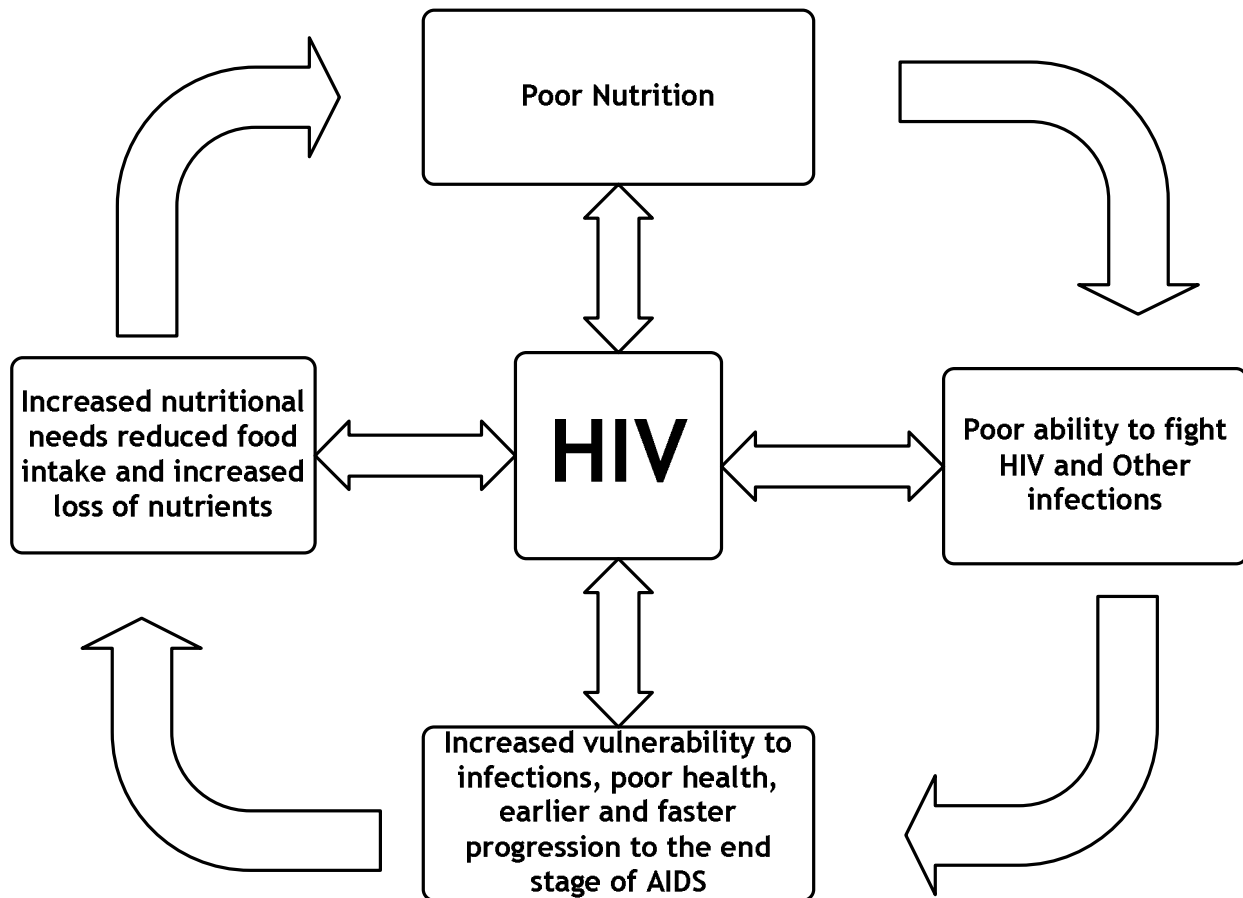 Poor Nutrition
Increased nutritional
needs reduced food
intake and increased
loss of nutrients
HIV
Poor ability to fight
HIV and Other
infections
Increased vulnerability to
infections, poor health,
earlier and faster
progression to the end
stage of AIDS